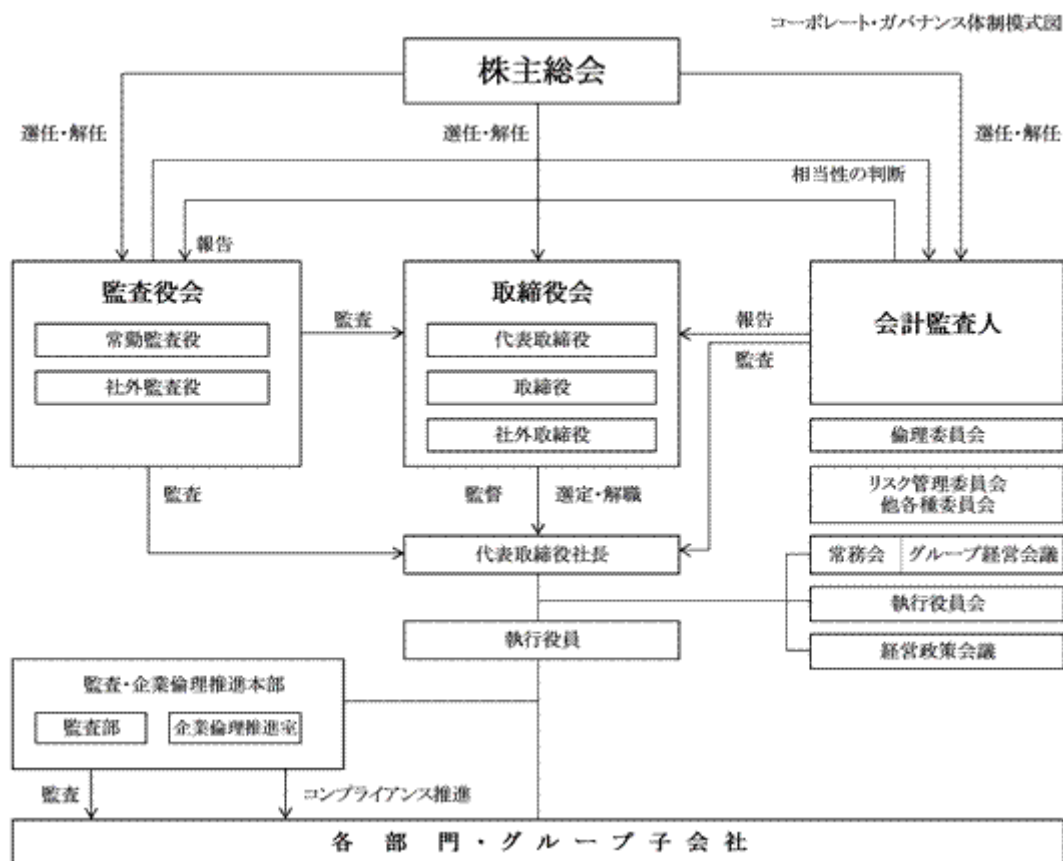 コーポレート・ガバナンス体制模式図
株主総会
選任・解任
選任・解任
選任・解任
相当性の判断
報告
監査役会
常勤監査役
社外監査役
監査
取締役会
代表取締役
取締役
社外取締役
報告
監査
会計監査人
倫理委員会
リスク管理委員会
他各種委員会
監査
監督
選定・解職
代表取締役社長
常務会
グループ経営会議
執行役員会
経営政策会議
執行役員
監査・企業倫理推進本部
監査部
企業倫理推進室
監査
コンプライアンス推進
各部門・グループ子会社